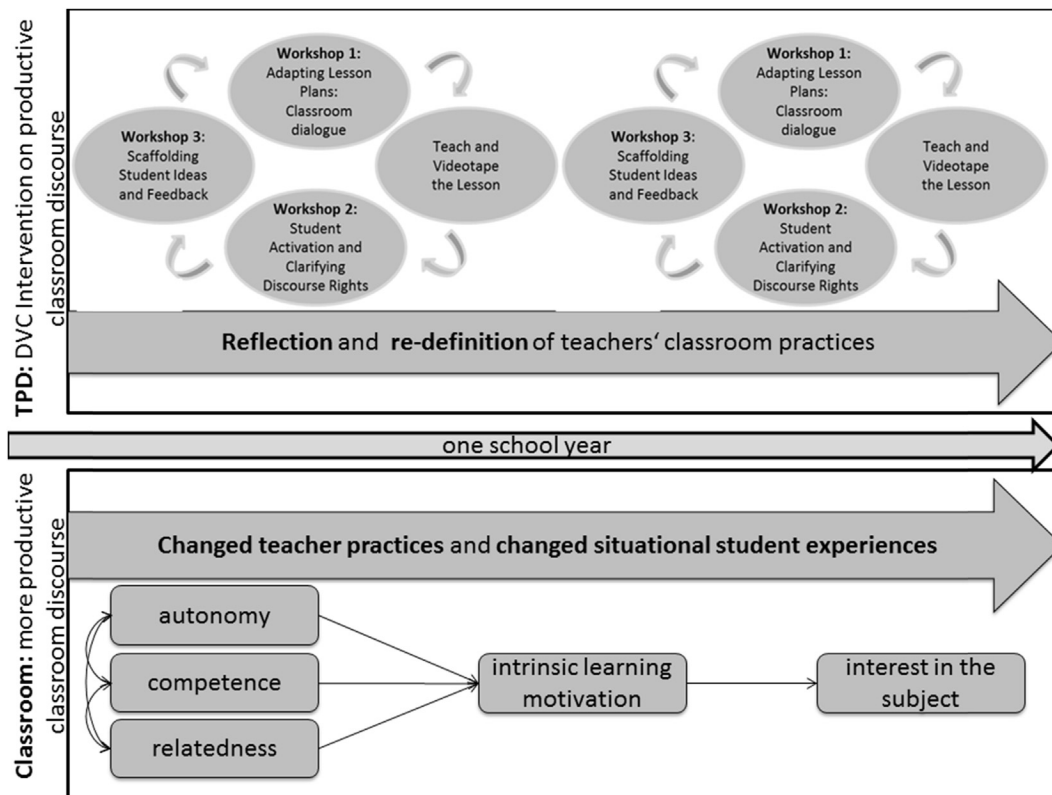 TPD: DVC Intervention on productive
classroom discourse
Workshop 1:
Adapting Lesson
Plans:
Classroom
dialogue
Workshop 3:
Scaffolding
Student Ideas
and Feedback
Teach and
Videotape
the Lesson
Workshop 2:
Student
Activation and
Clarifying
Discourse Rights
Workshop 1:
Adapting Lesson
Plans:
Classroom
dialogue
Workshop 3:
Scaffolding
Student Ideas
and Feedback
Teach and
Videotape
the Lesson
Workshop 2:
Student
Activation and
Clarifying
Discourse Rights
Reflection and re-definition of teachers‘ classroom practices
one school year
Classroom: more productive
classroom discourse
Changed teacher practices and changed situational student experiences
autonomy
competence
relatedness
intrinsic learning
motivation
interest in the
subject